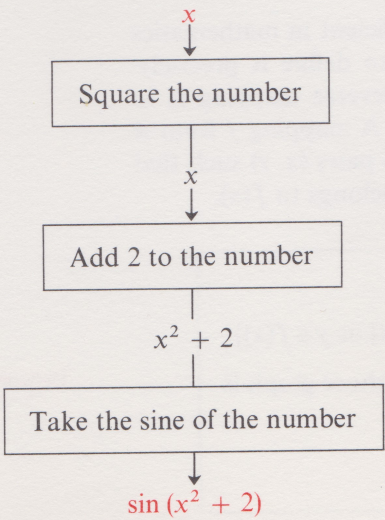 x
Square the number
x
Add 2 to the number
x² + 2
Take the sine of the number
sin (x² + 2)